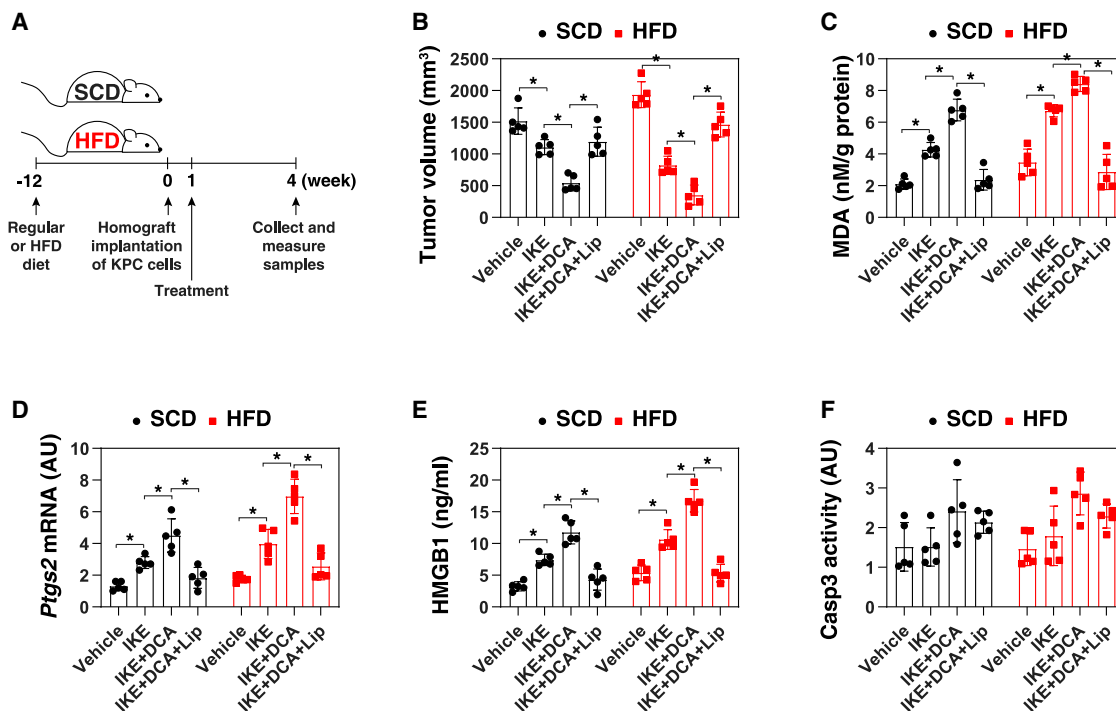 A
SCD
HFD
-12 0 1 4 (week)
Regular
or HFD
diet
Homograft
implantation
of KPC cells
Treatment
Collect and
measure
samples
B
SCD HFD
Tumor volume (mm³)
2500
2000
1500
1000
500
0
* * * * * *
Vehicle
IKE
IKE+DCA
IKE+DCA+Lip
Vehicle
IKE
IKE+DCA
IKE+DCA+Lip
C
SCD HFD
MDA (nM/g protein)
10
8
6
4
2
0
* * * * * *
Vehicle
IKE
IKE+DCA
IKE+DCA+Lip
Vehicle
IKE
IKE+DCA
IKE+DCA+Lip
D
SCD HFD
Ptgs2 mRNA (AU)
10
8
6
4
2
0
* * * * * *
Vehicle
IKE
IKE+DCA
IKE+DCA+Lip
Vehicle
IKE
IKE+DCA
IKE+DCA+Lip
E
SCD HFD
HMGB1 (ng/ml)
25
20
15
10
5
0
* * * * * *
Vehicle
IKE
IKE+DCA
IKE+DCA+Lip
Vehicle
IKE
IKE+DCA
IKE+DCA+Lip
F
SCD HFD
Casp3 activity (AU)
4
3
2
1
0
Vehicle
IKE
IKE+DCA
IKE+DCA+Lip
Vehicle
IKE
IKE+DCA
IKE+DCA+Lip